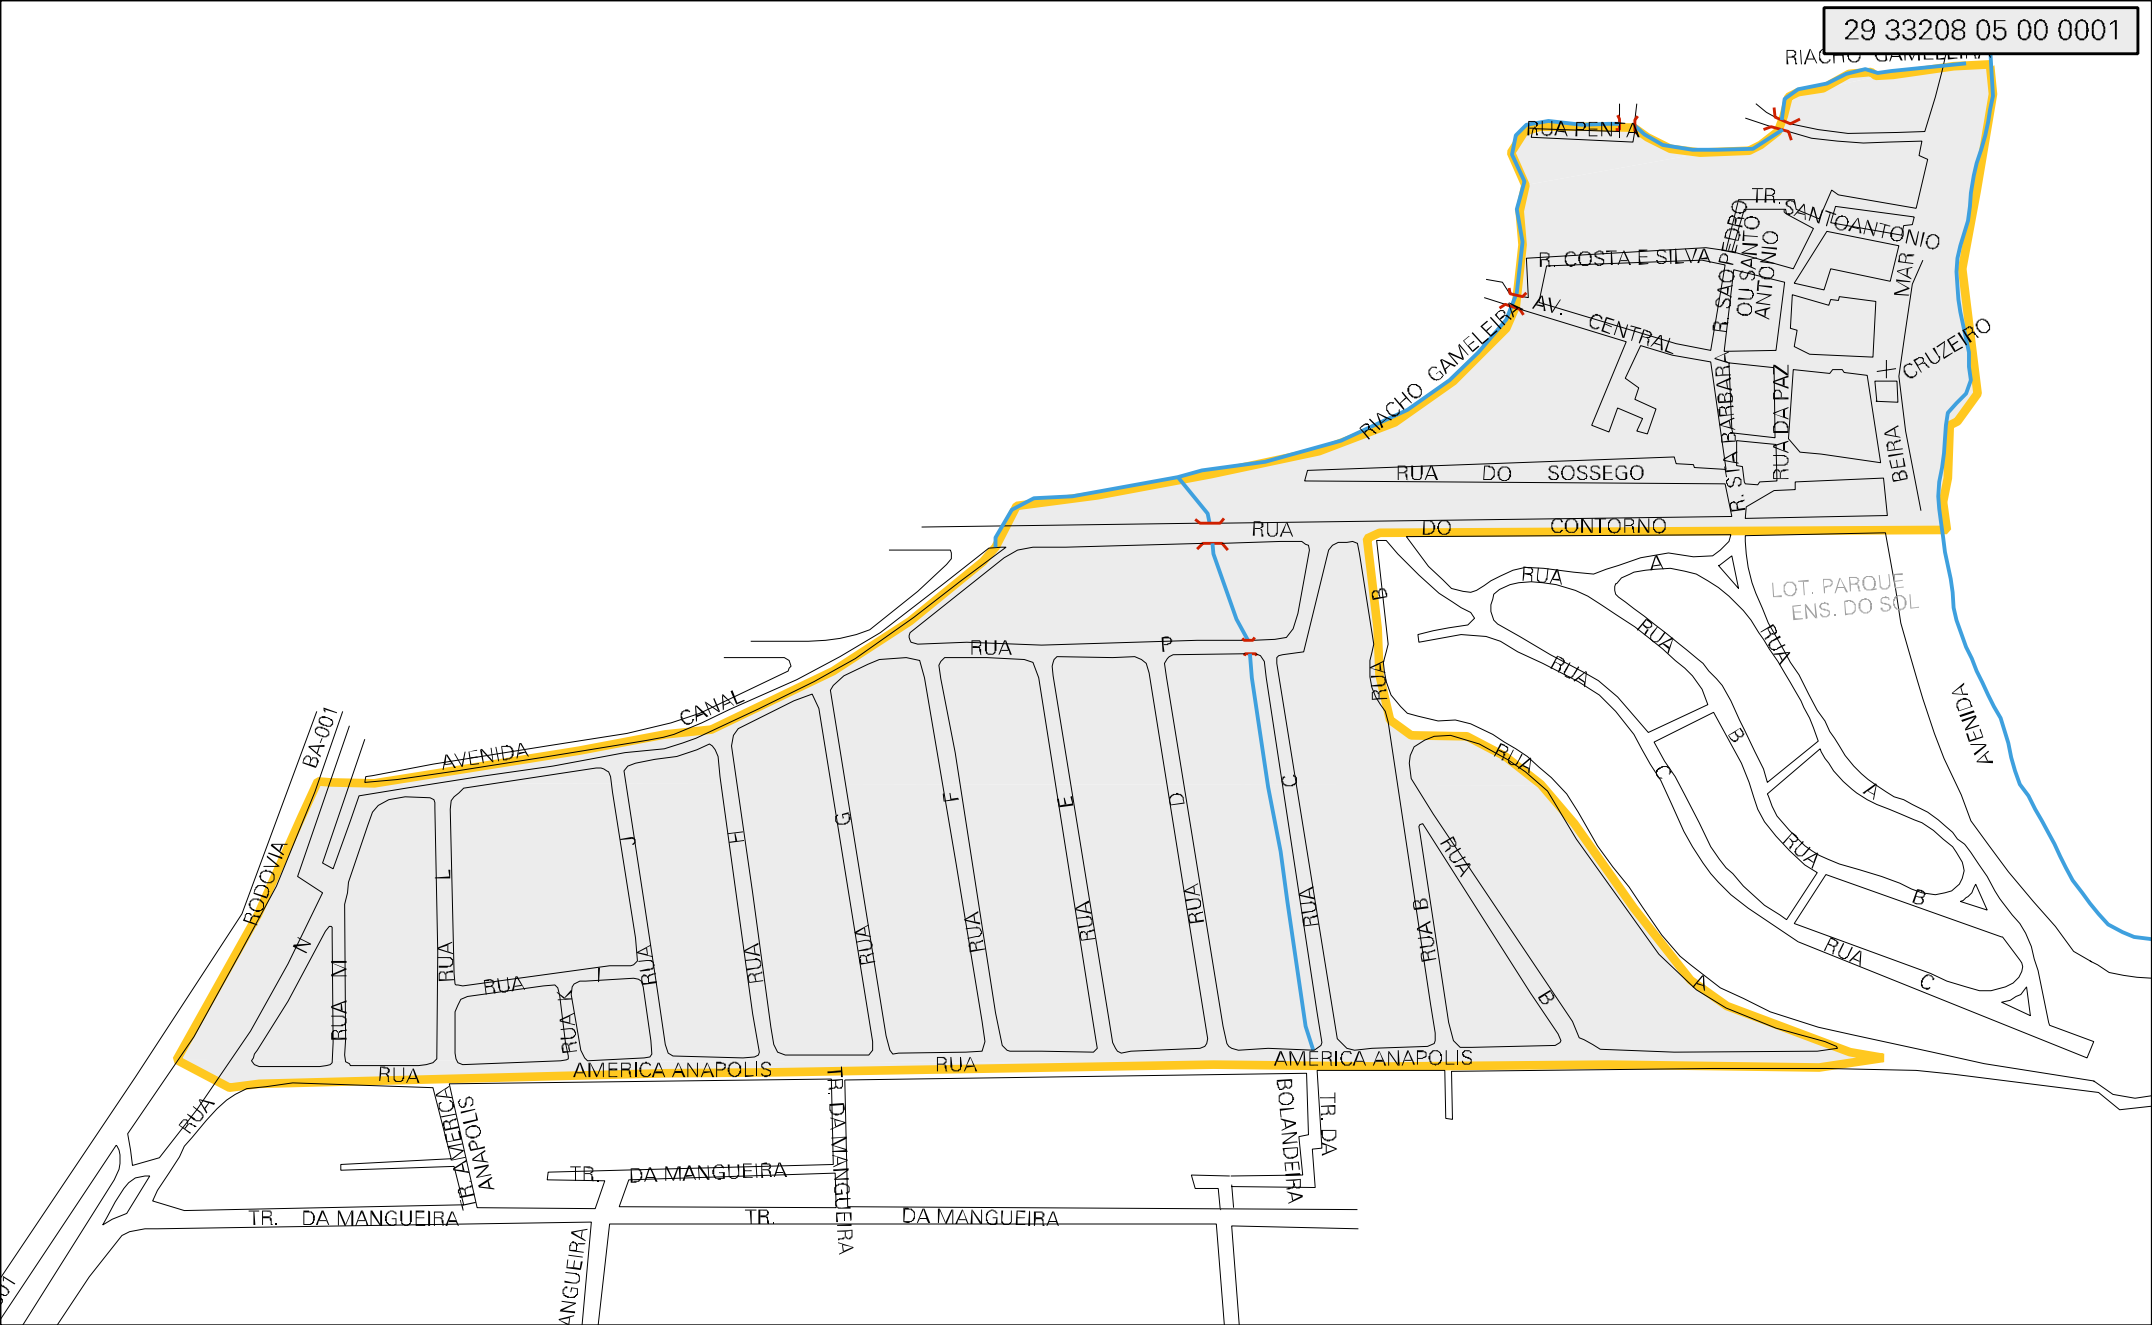 29 33208 05 00 0001
RIACHO GAMELEIRA
RUA PENTA
TR. SANTO ANTONIO
R. SAO PEDRO
OU SANTO
ANTONIO
R. COSTA E SILVA
MAR
AV. CENTRAL
CRUZEIRO
RIACHO GAMELEIRA
R. STA BARBARA
RUA DA PAZ
BEIRA
RUA DO SOSSEGO
RUA DO CONTORNO
LOT. PARQUE
ENS. DO SOL
RUA A
RUA B
RUA
RUA
RUA
RUA P
AVENIDA
BA-001
AVENIDA CANAL
RUA
B
C
A
RODOVIA
L
J
H
G
F
E
D
C
RUA
RUA
B
RUA
N
RUA M
RUA
RUA I
RUA K
RUA
RUA
RUA
RUA
RUA
RUA
RUA
RUA B
B
A
RUA C
RUA
RUA AMERICA ANAPOLIS RUA AMERICA ANAPOLIS
TR. AMERICA
ANAPOLIS
TR. DA MANGUEIRA
BOLANDEIRA
TR. DA
TR. DA MANGUEIRA
TR. DA MANGUEIRA TR. DA MANGUEIRA
ANGUEIRA